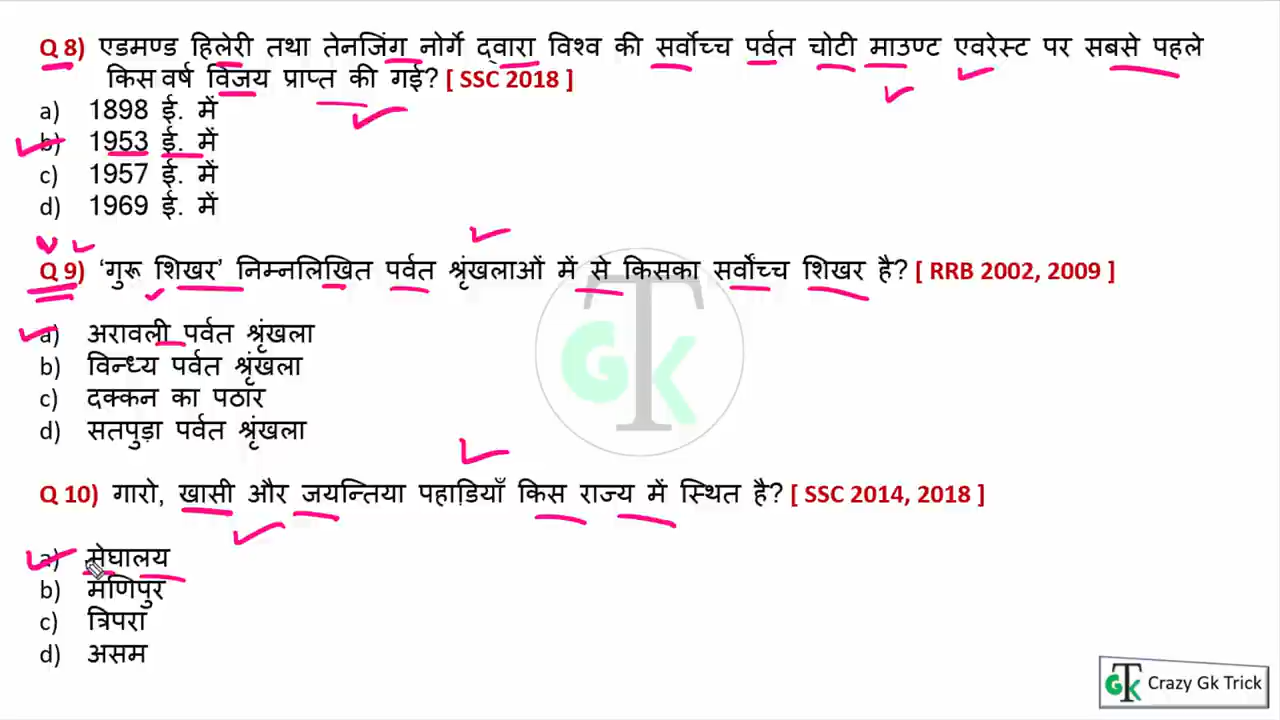 Q 8) एडमण्ड हिलेरी तथा तेनजिंग नोर्गे द्वारा विश्व की सर्वोच्च पर्वत चोटी माउण्ट एवरेस्ट पर सबसे पहले
किस वर्ष विजय प्राप्त की गई? [ SSC 2018 ]
a) 1898 ई. में
b) 1953 ई. में
c) 1957 ई. में
d) 1969 ई. में
Q 9) ‘गुरू शिखर’ निम्नलिखित पर्वत श्रृंखलाओं में से किसका सर्वोच्च शिखर है? [ RRB 2002, 2009 ]
a) अरावली पर्वत श्रृंखला
b) विन्ध्य पर्वत श्रृंखला
c) दक्कन का पठार
d) सतपुड़ा पर्वत श्रृंखला
Q 10) गारो, खासी और जयन्तिया पहाडि़याँ किस राज्य में स्थित है? [ SSC 2014, 2018 ]
a) मेघालय
b) मणिपुर
c) त्रिपरा
d) असम
GTK
GTK Crazy Gk Trick